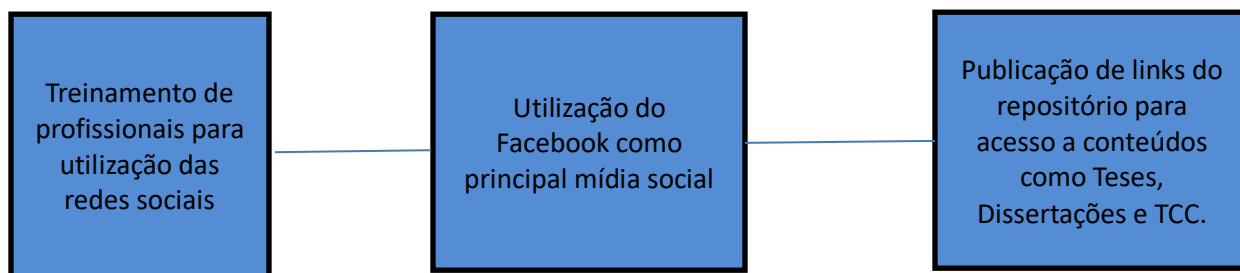 Treinamento de
profissionais para
utilização das
redes sociais
Utilização do
Facebook como
principal mídia social
Publicação de links do
repositório para
acesso a conteúdos
como Teses,
Dissertações e TCC.